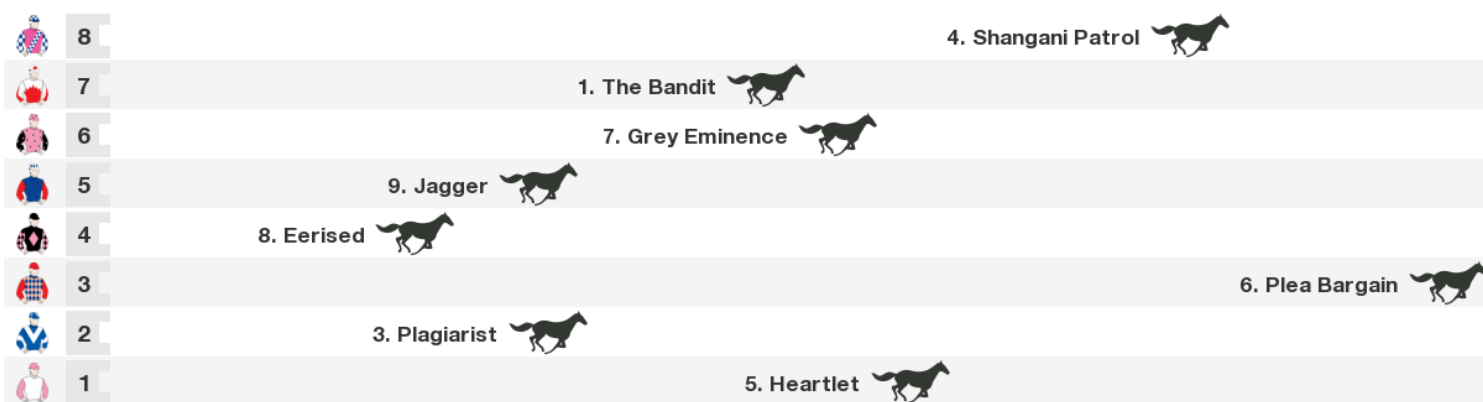 8 4. Shangani Patrol
7 1. The Bandit
6 7. Grey Eminence
5 9. Jagger
4 8. Eerised
3 6. Plea Bargain
2 3. Plagiarist
1 5. Heartlet